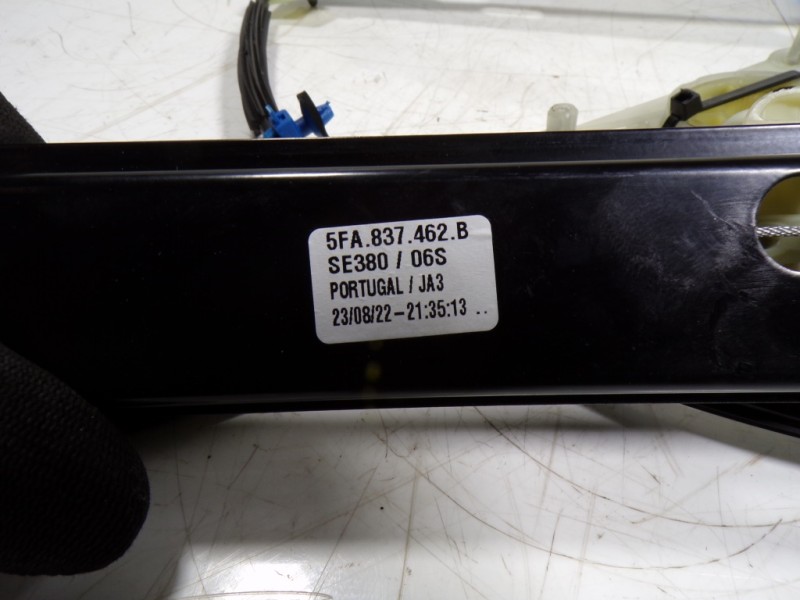 5FA.837.462.B
SE380 / 06S
PORTUGAL / JA3
23/08/22-21:35:13 ..